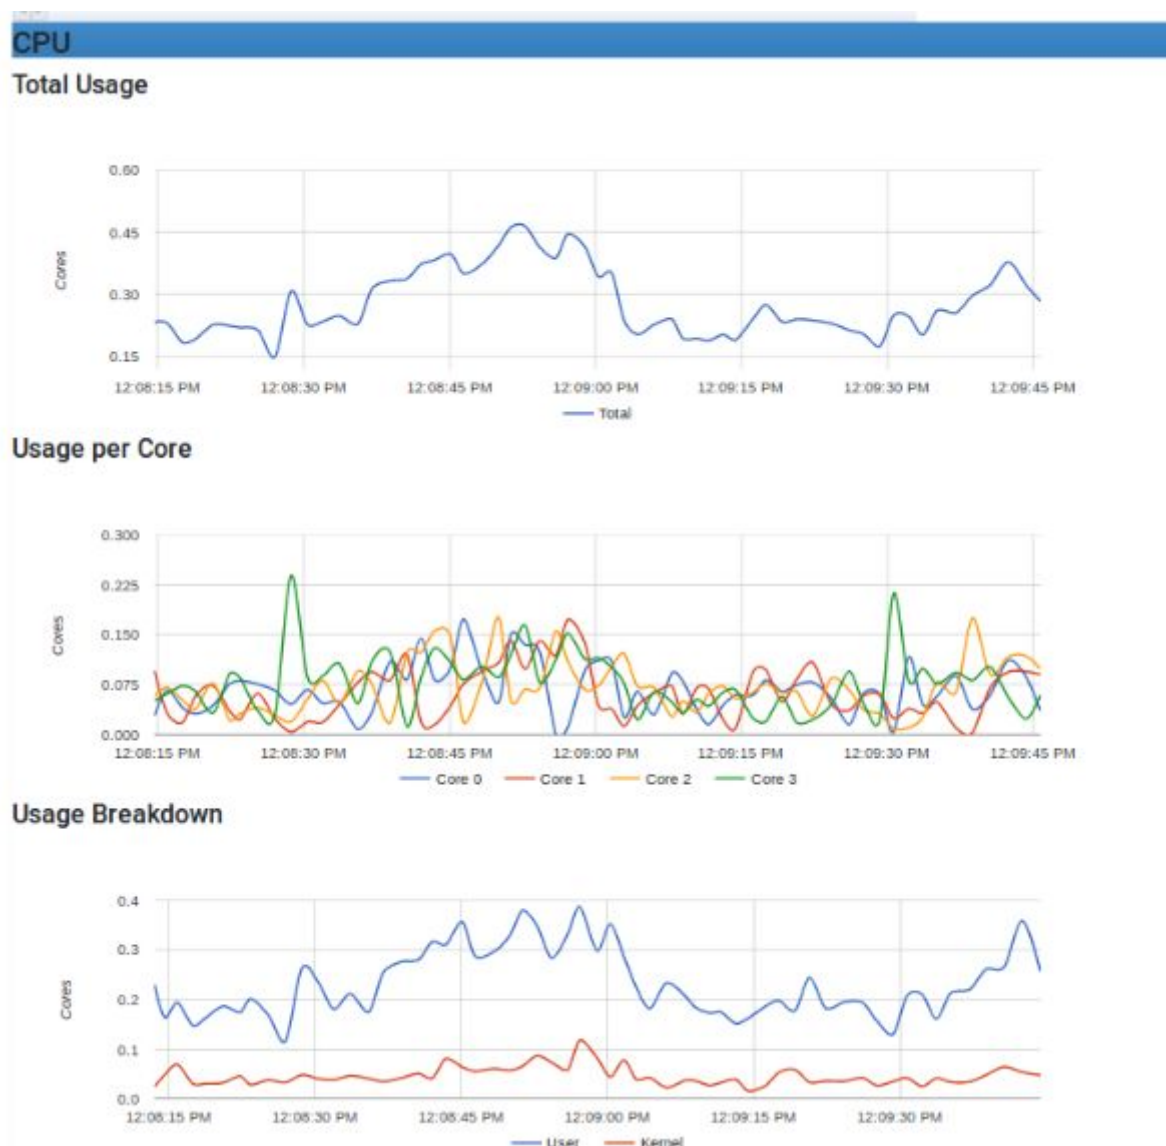 CPU
Total Usage
0.60
0.45
Cores
0.30
0.15
12:08:15 PM 12:08:30 PM 12:08:45 PM 12:09:00 PM 12:09:15 PM 12:09:30 PM 12:09:45 PM
Total
Usage per Core
0.300
0.225
Cores
0.150
0.075
0.000
12:08:15 PM 12:08:30 PM 12:08:45 PM 12:09:00 PM 12:09:15 PM 12:09:30 PM 12:09:45 PM
Core 0 Core 1 Core 2 Core 3
Usage Breakdown
0.4
0.3
Cores
0.2
0.1
0.0
12:08:15 PM 12:08:30 PM 12:08:45 PM 12:09:00 PM 12:09:15 PM 12:09:30 PM
User Kernel